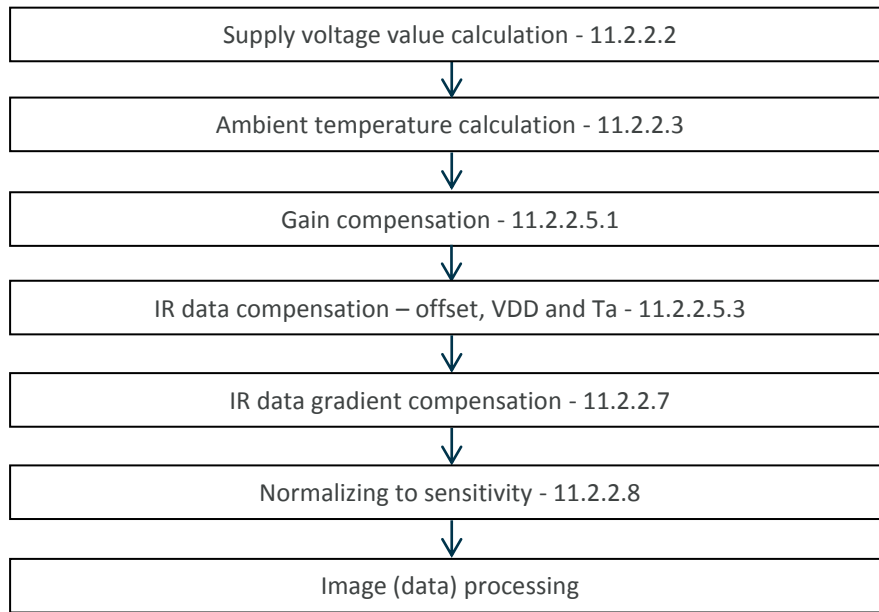 Supply voltage value calculation - 11.2.2.2
Ambient temperature calculation - 11.2.2.3
Gain compensation - 11.2.2.5.1
IR data compensation – offset, VDD and Ta - 11.2.2.5.3
IR data gradient compensation - 11.2.2.7
Normalizing to sensitivity - 11.2.2.8
Image (data) processing